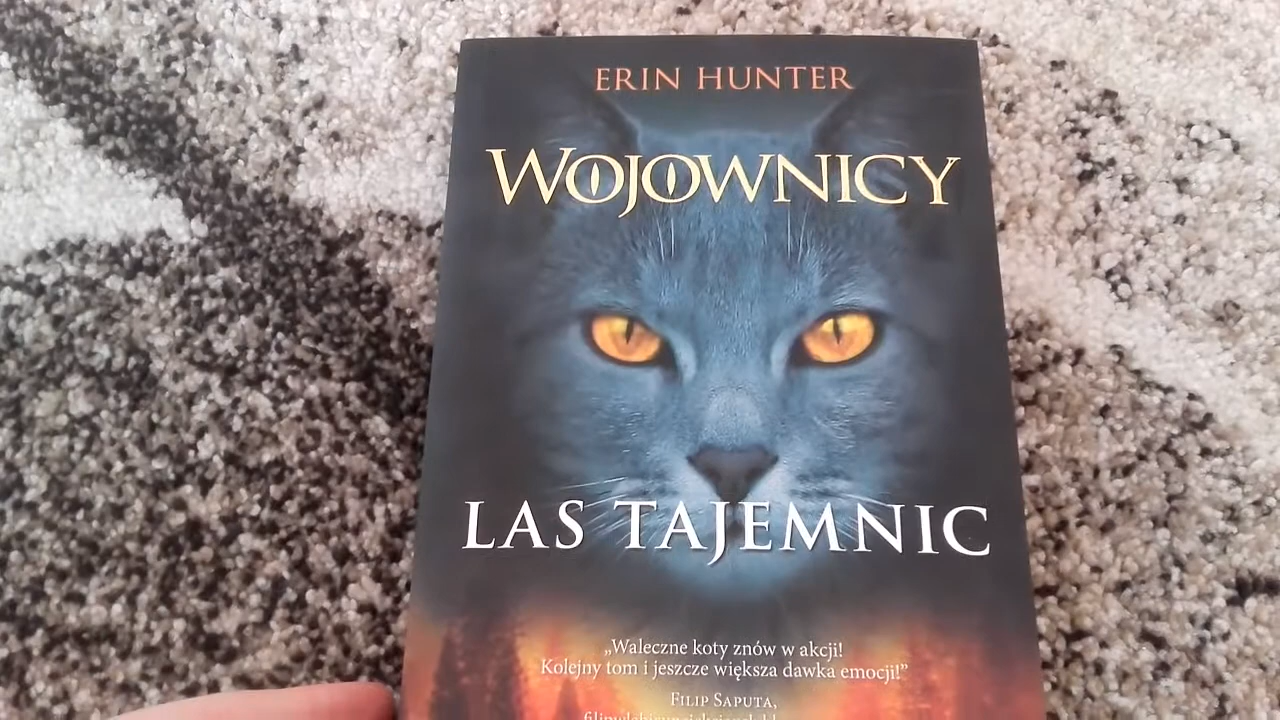 ERIN HUNTER
WOJOWNICY
LAS TAJEMNIC
„Waleczne koty znów w akcji!
Kolejny tom i jeszcze większa dawka emocji!”
FILIP SAPUTA,